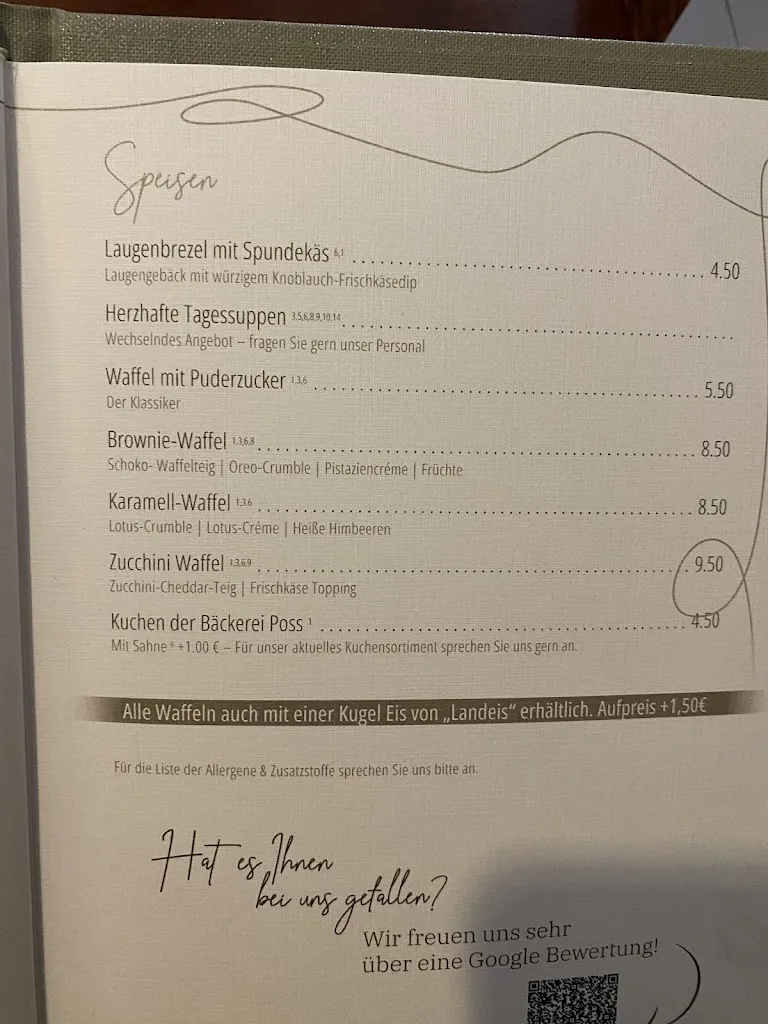 Speisen
Laugenbrezel mit Spundekäs 6,1 ........ 4.50
Laugengebäck mit würzigem Knoblauch-Frischkäsedip
Herzhafte Tagessuppen 3,5,6,8,9,10,14 ........
Wechselndes Angebot – fragen Sie gern unser Personal
Waffel mit Puderzucker 1,3,6 ........ 5.50
Der Klassiker
Brownie-Waffel 1,3,6,8 ........ 8.50
Schoko- Waffelteig | Oreo-Crumble | Pistaziencréme | Früchte
Karamell-Waffel 1,3,6 ........ 8.50
Lotus-Crumble | Lotus-Créme | Heiße Himbeeren
Zucchini Waffel 1,3,6,9 ........ 9.50
Zucchini-Cheddar-Teig | Frischkäse Topping
Kuchen der Bäckerei Poss 1 ........ 4.50
Mit Sahne 6 +1.00 € – Für unser aktuelles Kuchensortiment sprechen Sie uns gern an.
Alle Waffeln auch mit einer Kugel Eis von „Landeis“ erhältlich. Aufpreis +1,50€
Für die Liste der Allergene & Zusatzstoffe sprechen Sie uns bitte an.
Hat es Ihnen
bei uns gefallen?
Wir freuen uns sehr
über eine Google Bewertung!